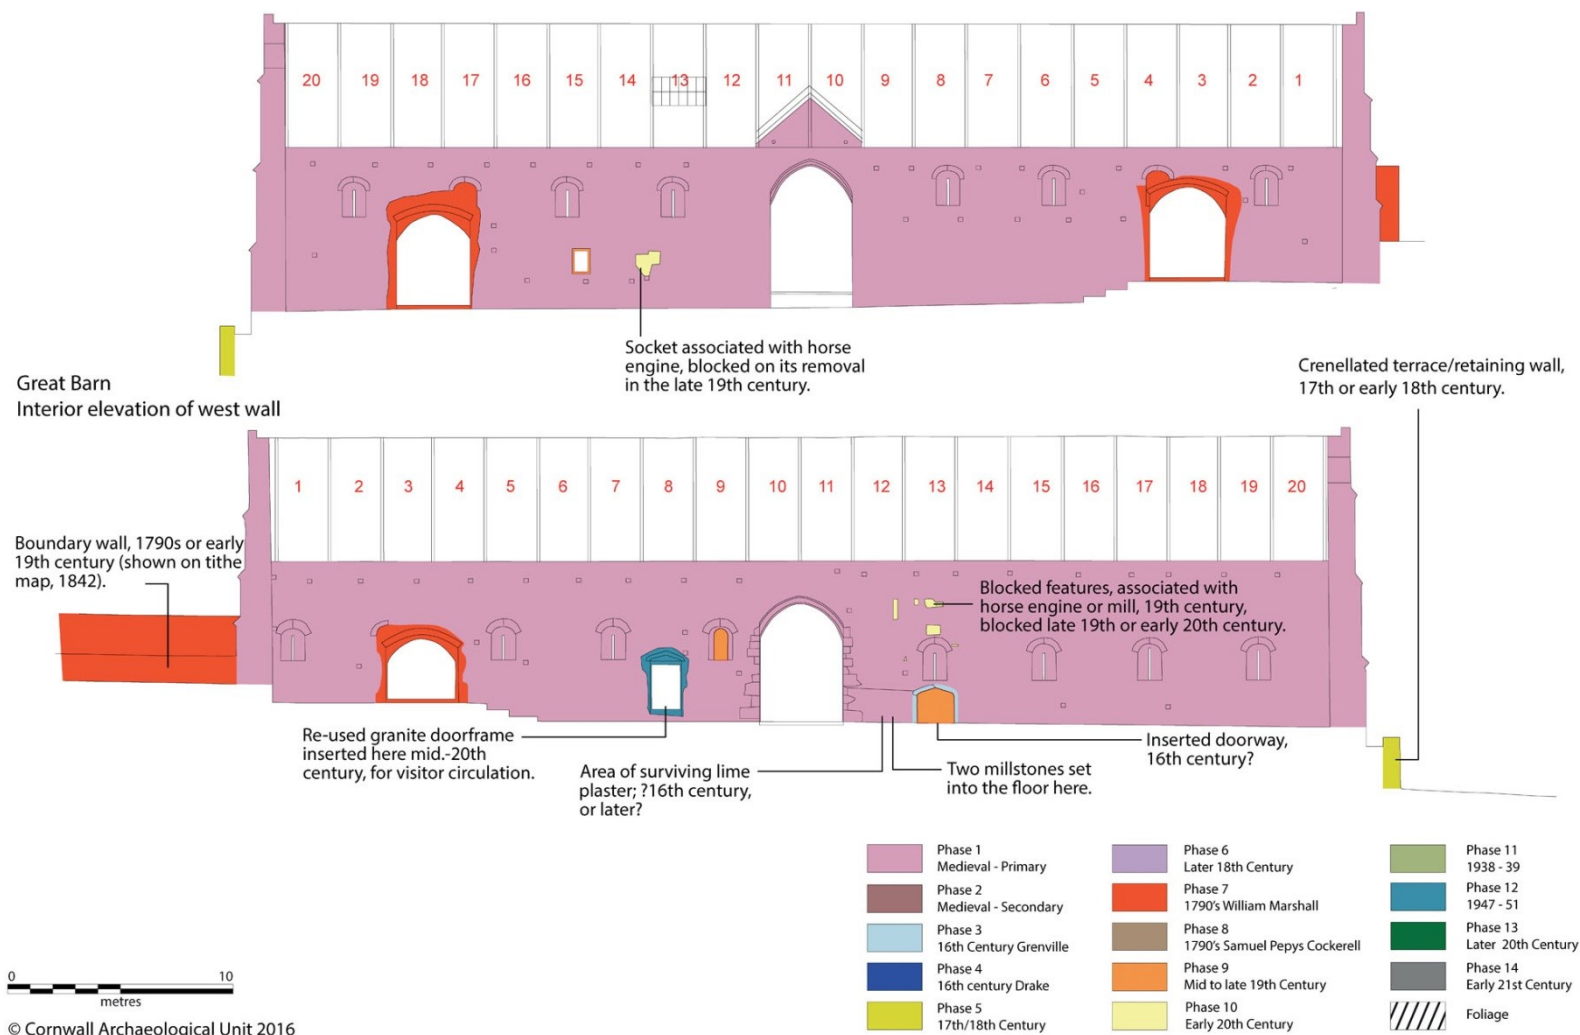 20 19 18 17 16 15 14 13 12 11 10 9 8 7 6 5 4 3 2 1
Socket associated with horse
engine, blocked on its removal
in the late 19th century.
Great Barn
Interior elevation of west wall
Crenellated terrace/retaining wall,
17th or early 18th century.
1 2 3 4 5 6 7 8 9 10 11 12 13 14 15 16 17 18 19 20
Boundary wall, 1790s or early
19th century (shown on tithe
map, 1842).
Blocked features, associated with
horse engine or mill, 19th century,
blocked late 19th or early 20th century.
Re-used granite doorframe
inserted here mid.-20th
century, for visitor circulation.
Area of surviving lime
plaster; ?16th century,
or later?
Two millstones set
into the floor here.
Inserted doorway,
16th century?
Phase 1
Medieval - Primary
Phase 2
Medieval - Secondary
Phase 3
16th Century Grenville
Phase 4
16th century Drake
Phase 5
17th/18th Century
Phase 6
Later 18th Century
Phase 7
1790's William Marshall
Phase 8
1790's Samuel Pepys Cockerell
Phase 9
Mid to late 19th Century
Phase 10
Early 20th Century
Phase 11
1938 - 39
Phase 12
1947 - 51
Phase 13
Later 20th Century
Phase 14
Early 21st Century
Foliage
0 10
metres
© Cornwall Archaeological Unit 2016